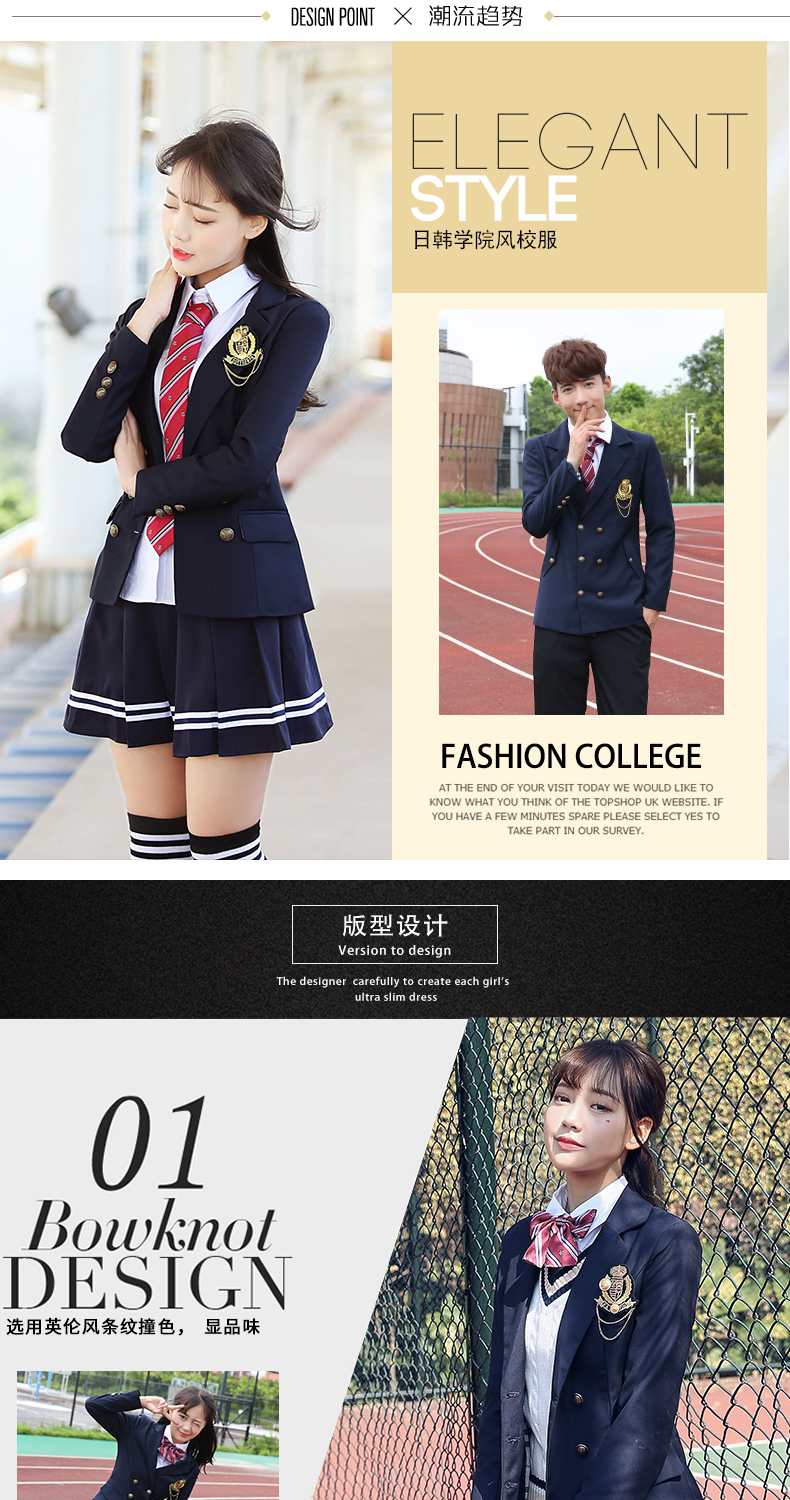 DESIGN POINT × 潮流趋势
ELEGANT
STYLE
日韩学院风校服
FASHION COLLEGE
AT THE END OF YOUR VISIT TODAY WE WOULD LIKE TO
KNOW WHAT YOU THINK OF THE TOPSHOP UK WEBSITE. IF
YOU HAVE A FEW MINUTES SPARE PLEASE SELECT YES TO
TAKE PART IN OUR SURVEY.
版型设计
Version to design
The designer carefully to create each girl's
ultra slim dress
01
Bowknot
DESIGN
选用英伦风条纹撞色， 显品味